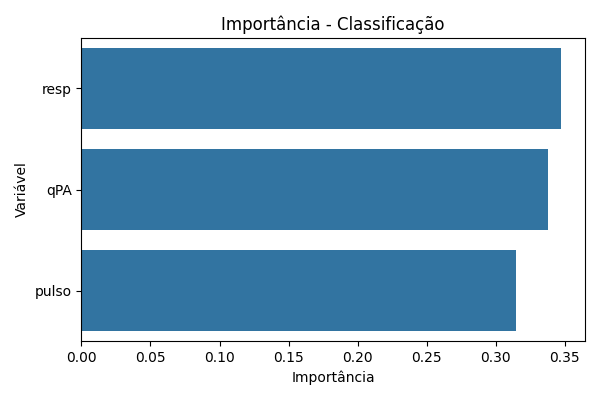 Importância - Classificação
Variável
resp
qPA
pulso
0.00 0.05 0.10 0.15 0.20 0.25 0.30 0.35
Importância